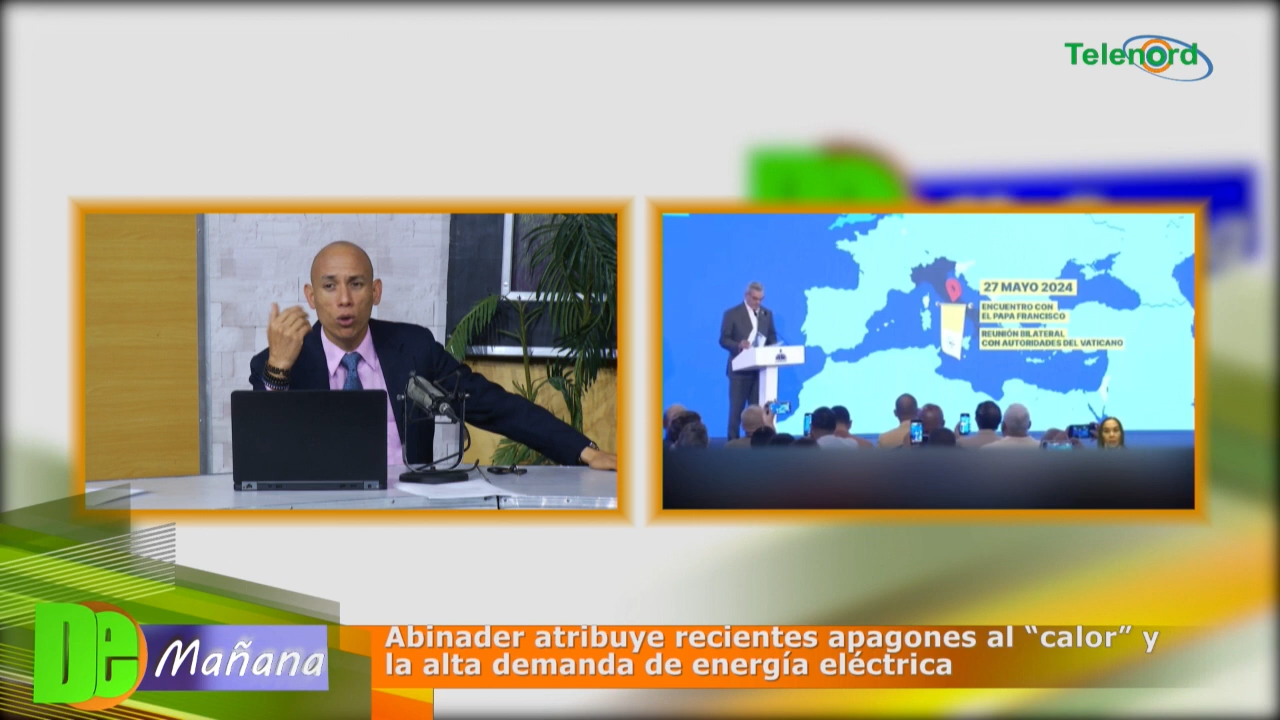 Telenord
27 MAYO 2024
ENCUENTRO CON
EL PAPA FRANCISCO
REUNIÓN BILATERAL
CON AUTORIDADES DEL VATICANO
De
Mañana
Abinader atribuye recientes apagones al “calor” y
la alta demanda de energía eléctrica